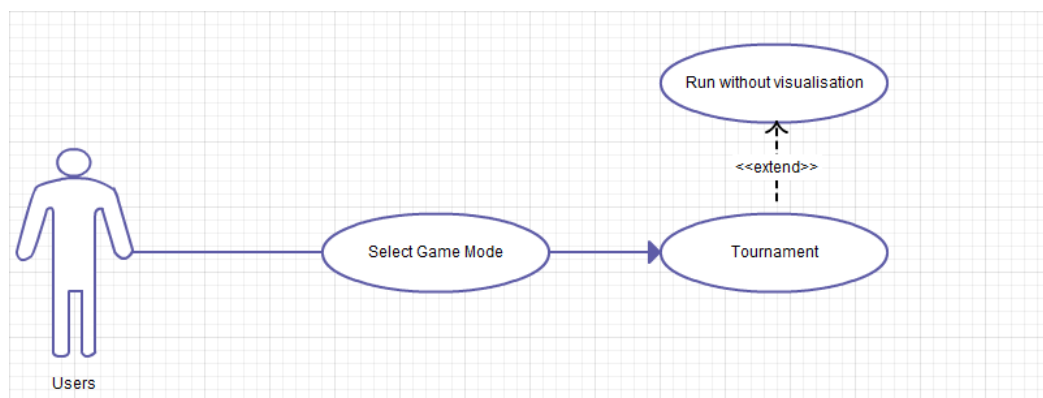 Run without visualisation
<<extend>>
Select Game Mode
Tournament
Users